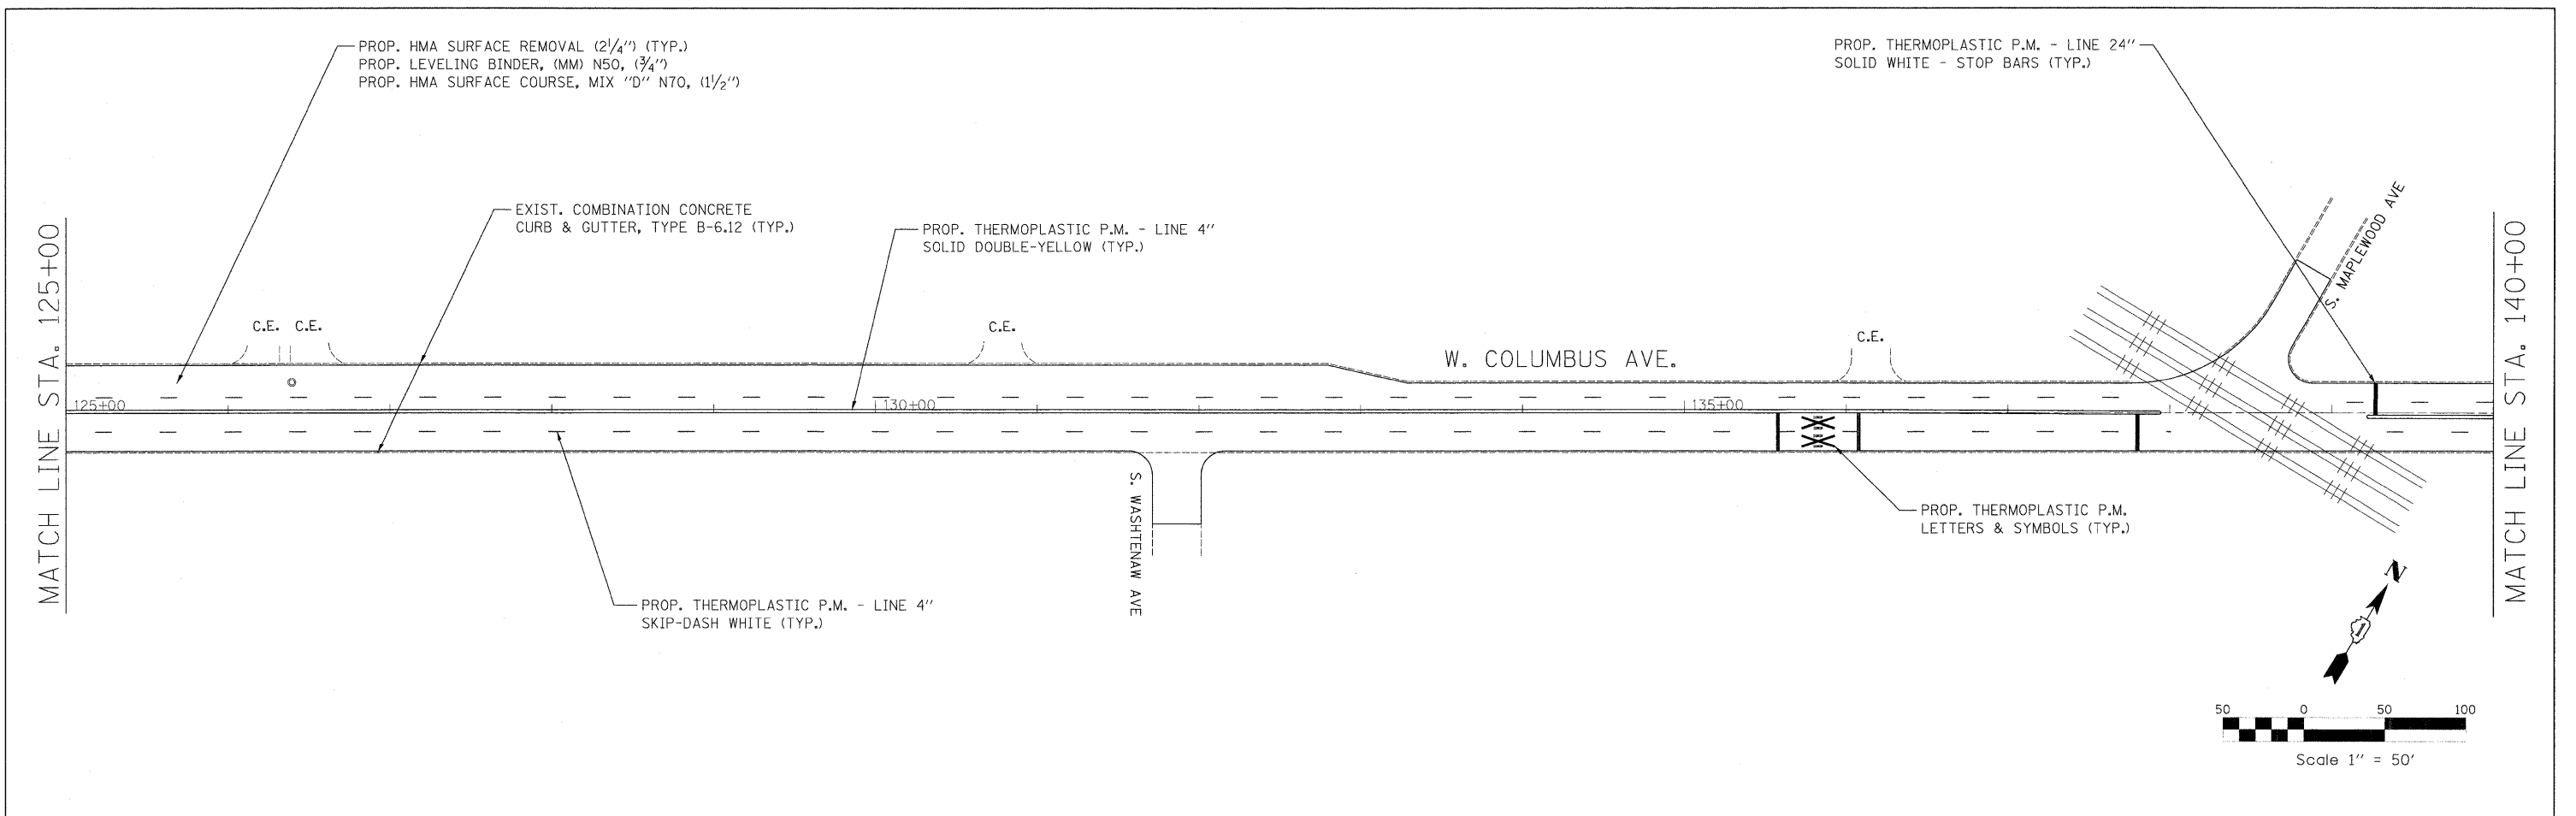 PROP. HMA SURFACE REMOVAL (2 1/4") (TYP.)
PROP. LEVELING BINDER, (MM) N50, (3/4")
PROP. HMA SURFACE COURSE, MIX "D" N70, (1 1/2")
PROP. THERMOPLASTIC P.M. - LINE 24"
SOLID WHITE - STOP BARS (TYP.)
EXIST. COMBINATION CONCRETE
CURB & GUTTER, TYPE B-6.12 (TYP.)
PROP. THERMOPLASTIC P.M. - LINE 4"
SOLID DOUBLE-YELLOW (TYP.)
S. MAPLEWOOD AVE
MATCH LINE STA. 125+00
MATCH LINE STA. 140+00
C.E. C.E.
C.E.
C.E.
W. COLUMBUS AVE.
125+00
130+00
135+00
S. WASHTENAW AVE
PROP. THERMOPLASTIC P.M.
LETTERS & SYMBOLS (TYP.)
PROP. THERMOPLASTIC P.M. - LINE 4"
SKIP-DASH WHITE (TYP.)
N
50 0 50 100
Scale 1" = 50'